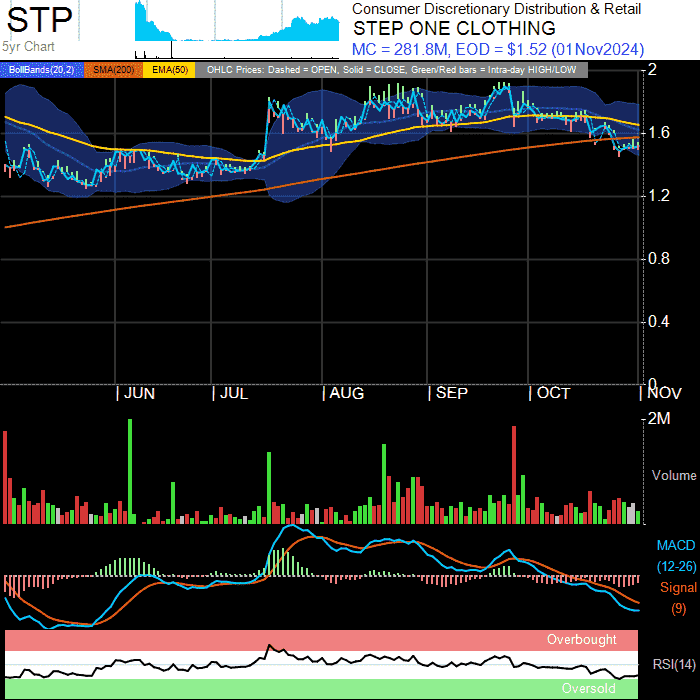 STP
5yr Chart
Consumer Discretionary Distribution & Retail
STEP ONE CLOTHING
MC = 281.8M, EOD = $1.52 (01Nov2024)
BollBands(20,2) SMA(200) EMA(50) OHLC Prices: Dashed = OPEN, Solid = CLOSE, Green/Red bars = Intra-day HIGH/LOW
2
1.6
1.2
0.8
0.4
0
| JUN | JUL | AUG | SEP | OCT | NOV
2M
Volume
MACD
(12-26)
Signal
(9)
Overbought
RSI(14)
Oversold